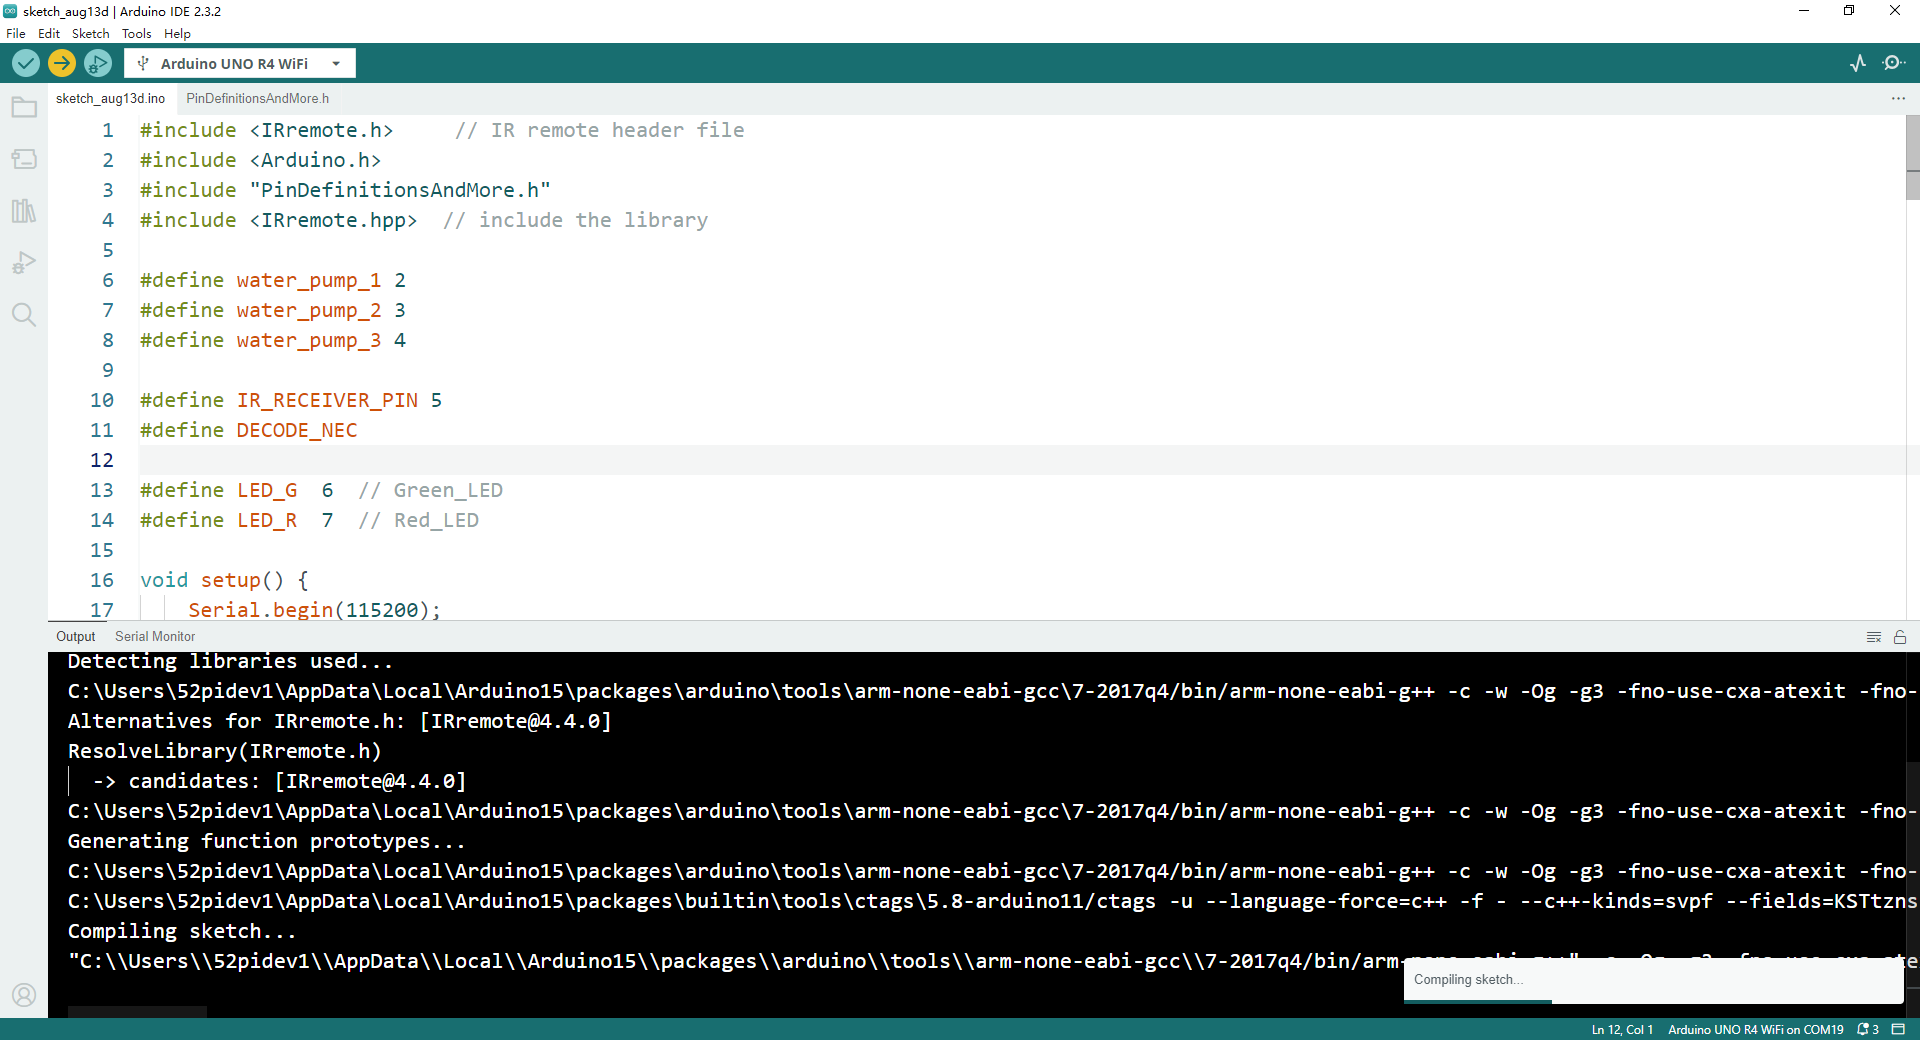 sketch_aug13d | Arduino IDE 2.3.2
File Edit Sketch Tools Help
Arduino UNO R4 WiFi
sketch_aug13d.ino PinDefinitionsAndMore.h
1 #include <IRremote.h> // IR remote header file
2 #include <Arduino.h>
3 #include "PinDefinitionsAndMore.h"
4 #include <IRremote.hpp> // include the library
5
6 #define water_pump_1 2
7 #define water_pump_2 3
8 #define water_pump_3 4
9
10 #define IR_RECEIVER_PIN 5
11 #define DECODE_NEC
12
13 #define LED_G 6 // Green_LED
14 #define LED_R 7 // Red_LED
15
16 void setup() {
17 Serial.begin(115200);
Output Serial Monitor
Detecting libraries used...
C:\Users\52pidev1\AppData\Local\Arduino15\packages\arduino\tools\arm-none-eabi-gcc\7-2017q4/bin/arm-none-eabi-g++ -c -w -Og -g3 -fno-use-cxa-atexit -fno-
Alternatives for IRremote.h: [IRremote@4.4.0]
ResolveLibrary(IRremote.h)
-> candidates: [IRremote@4.4.0]
C:\Users\52pidev1\AppData\Local\Arduino15\packages\arduino\tools\arm-none-eabi-gcc\7-2017q4/bin/arm-none-eabi-g++ -c -w -Og -g3 -fno-use-cxa-atexit -fno-
Generating function prototypes...
C:\Users\52pidev1\AppData\Local\Arduino15\packages\arduino\tools\arm-none-eabi-gcc\7-2017q4/bin/arm-none-eabi-g++ -c -w -Og -g3 -fno-use-cxa-atexit -fno-
C:\Users\52pidev1\AppData\Local\Arduino15\packages\builtin\tools\ctags\5.8-arduino11/ctags -u --language-force=c++ -f - --c++-kinds=svpf --fields=KSTtzns
Compiling sketch...
"C:\\Users\\52pidev1\\AppData\\Local\\Arduino15\\packages\\arduino\\tools\\arm-none-eabi-gcc\\7-2017q4/bin/arm-none-eabi-g++"
Compiling sketch...
Ln 12, Col 1 Arduino UNO R4 WiFi on COM19 3